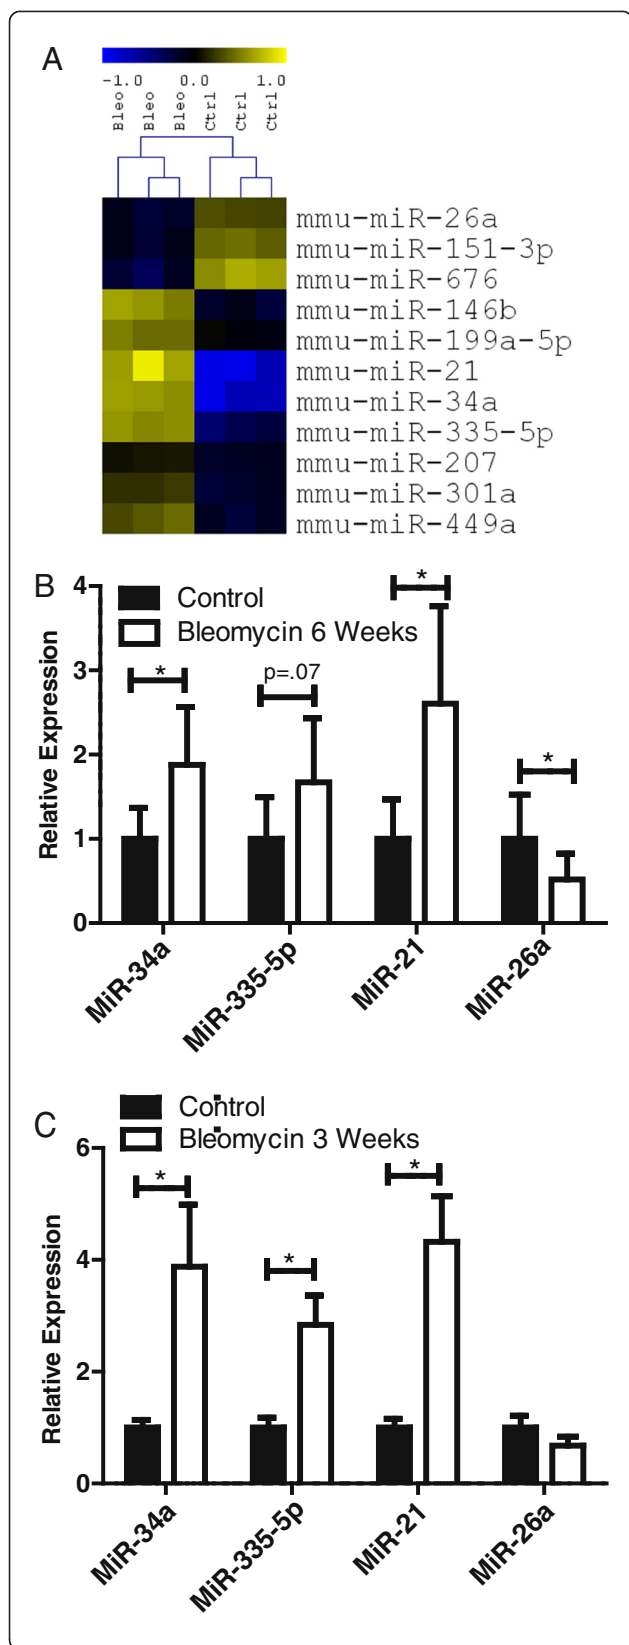 A
-1.0 0.0 1.0
Bleo Bleo Bleo Ctrl Ctrl Ctrl
mmu-miR-26a
mmu-miR-151-3p
mmu-miR-676
mmu-miR-146b
mmu-miR-199a-5p
mmu-miR-21
mmu-miR-34a
mmu-miR-335-5p
mmu-miR-207
mmu-miR-301a
mmu-miR-449a
B
Control
Bleomycin 6 Weeks
Relative Expression
4
3
2
1
0
*
p=.07
*
*
MiR-34a
MiR-335-5p
MiR-21
MiR-26a
C
Control
Bleomycin 3 Weeks
Relative Expression
6
4
2
0
*
*
*
MiR-34a
MiR-335-5p
MiR-21
MiR-26a